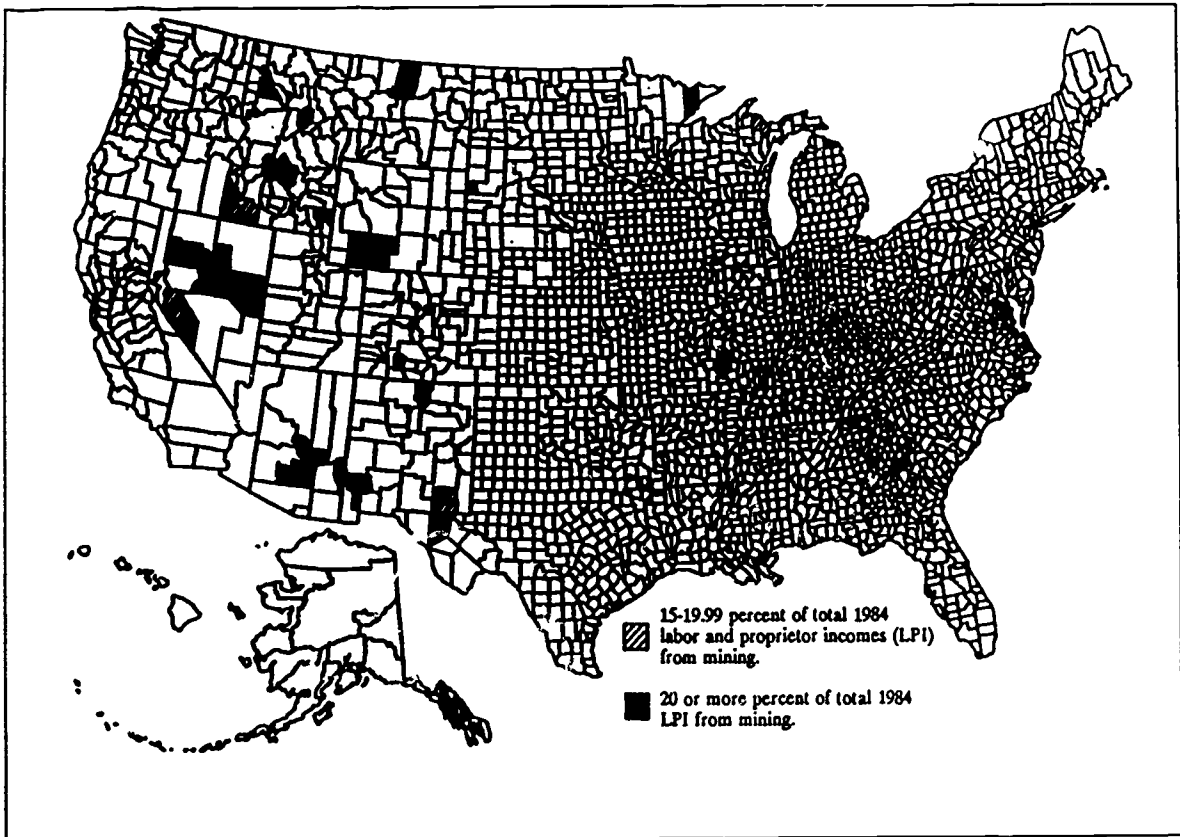 15-19.99 percent of total 1984
labor and proprietor incomes (LPI)
from mining.
20 or more percent of total 1984
LPI from mining.